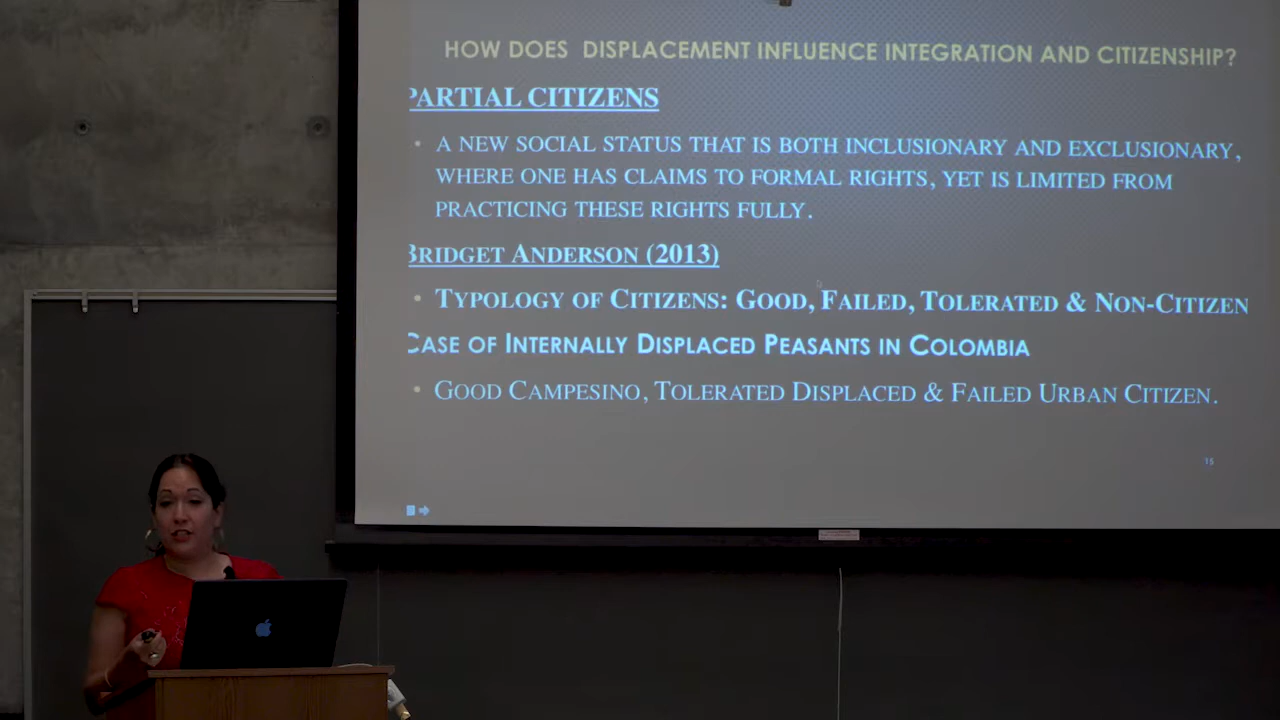 HOW DOES DISPLACEMENT INFLUENCE INTEGRATION AND CITIZENSHIP?
PARTIAL CITIZENS
• A NEW SOCIAL STATUS THAT IS BOTH INCLUSIONARY AND EXCLUSIONARY,
WHERE ONE HAS CLAIMS TO FORMAL RIGHTS, YET IS LIMITED FROM
PRACTICING THESE RIGHTS FULLY.
BRIDGET ANDERSON (2013)
• TYPOLOGY OF CITIZENS: GOOD, FAILED, TOLERATED & NON-CITIZEN
CASE OF INTERNALLY DISPLACED PEASANTS IN COLOMBIA
• GOOD CAMPESINO, TOLERATED DISPLACED & FAILED URBAN CITIZEN.
15